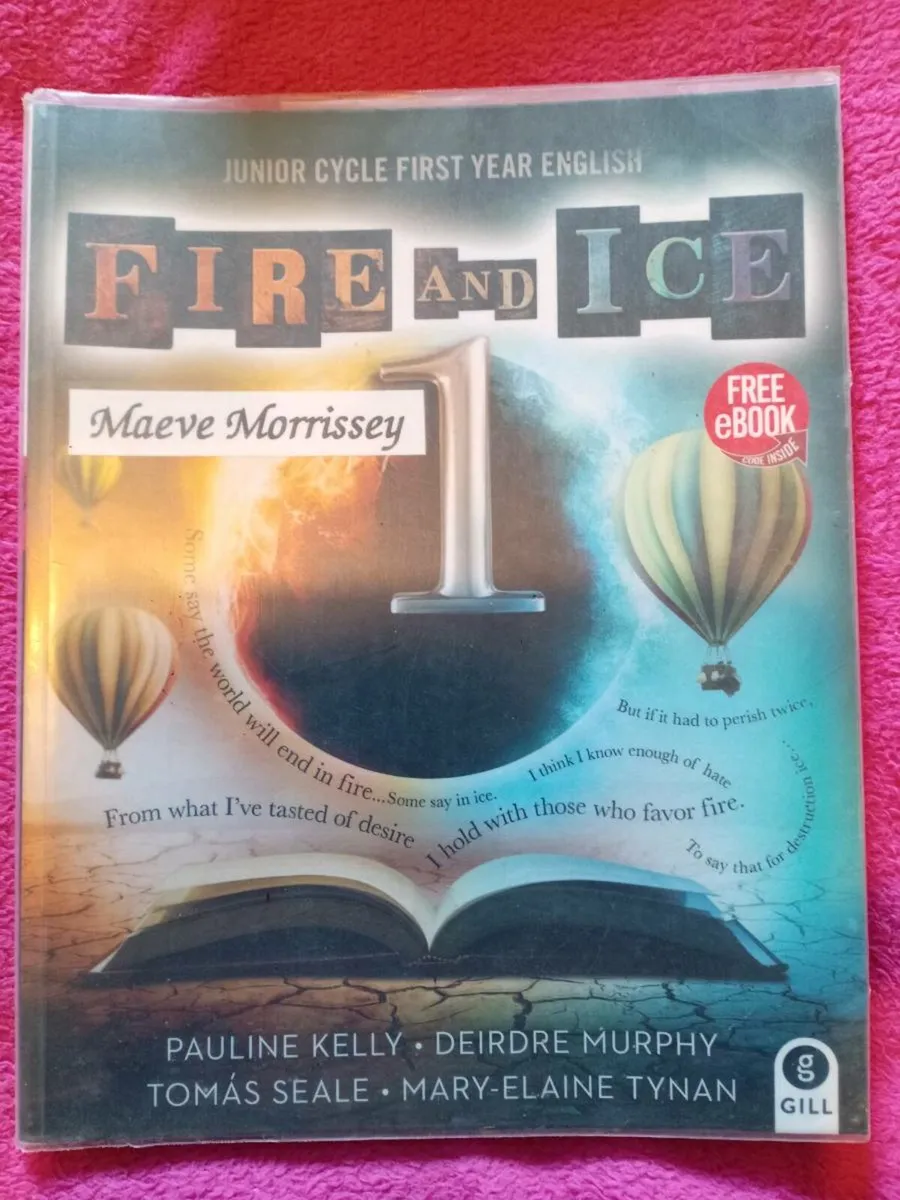 JUNIOR CYCLE FIRST YEAR ENGLISH
FIRE AND ICE
1
Maeve Morrissey
FREE
eBOOK
CODE INSIDE
Some say the world will end in fire...Some say in ice.
From what I've tasted of desire
I hold with those who favor fire.
But if it had to perish twice,
I think I know enough of hate
To say that for destruction ice...
PAULINE KELLY • DEIRDRE MURPHY
TOMÁS SEALE • MARY-ELAINE TYNAN
g
GILL